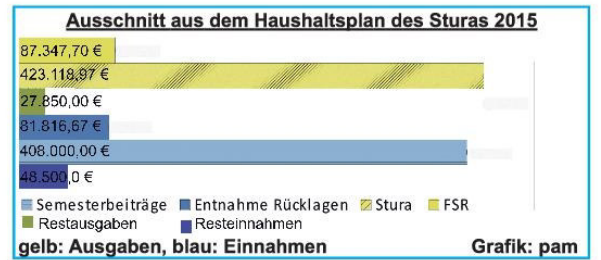 Ausschnitt aus dem Haushaltsplan des Sturas 2015
87.347,70 €
423.118,97 €
27.850,00 €
81.816,67 €
408.000,00 €
48.500,0 €
Semesterbeiträge Entnahme Rücklagen Stura FSR
Restausgaben Resteinnahmen
gelb: Ausgaben, blau: Einnahmen Grafik: pam